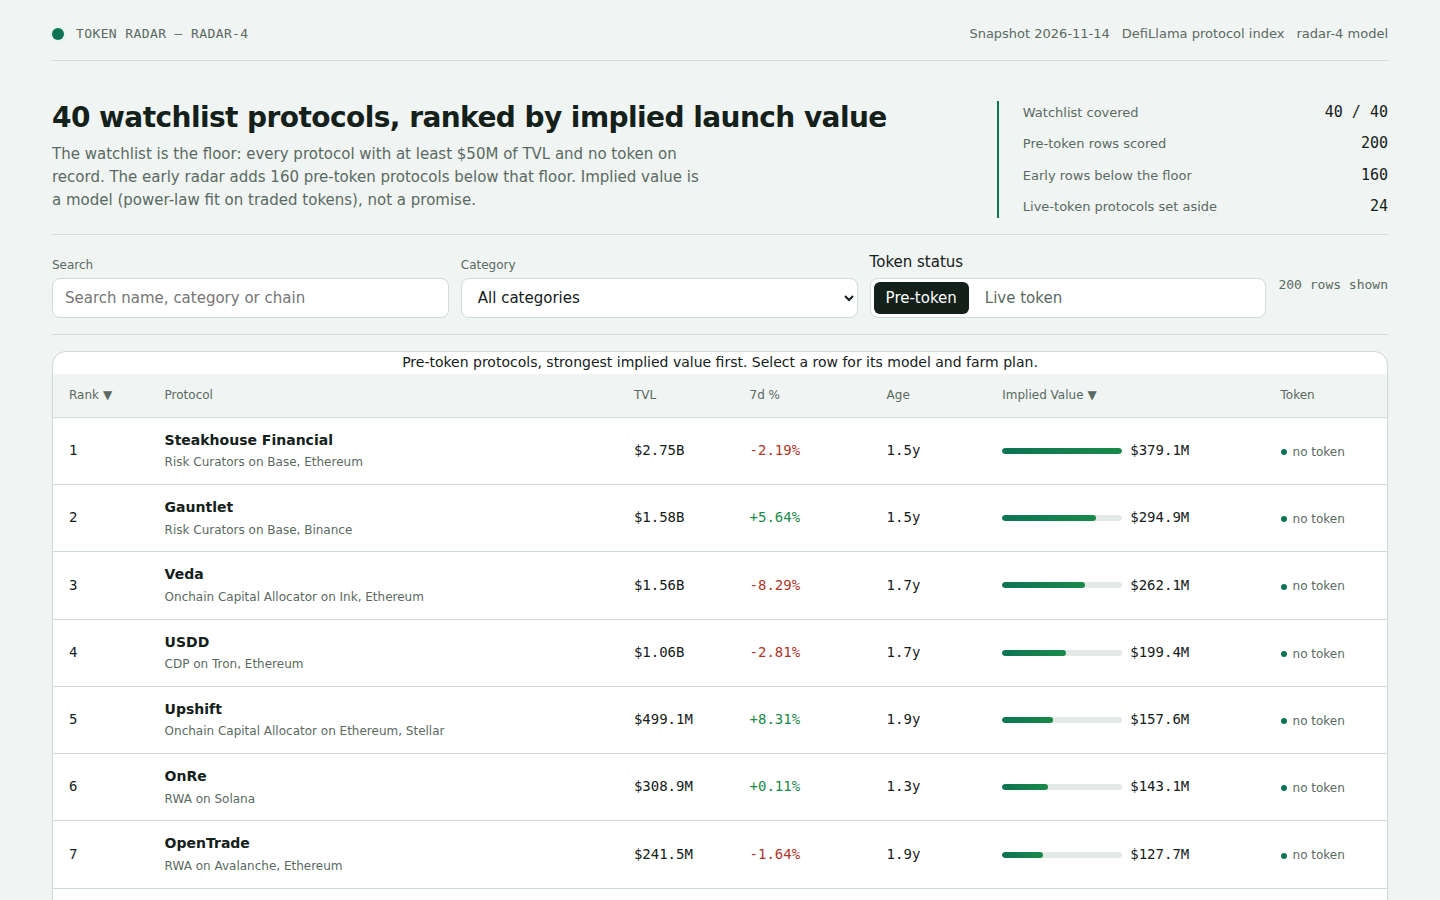 TOKEN RADAR — RADAR-4
Snapshot 2026-11-14 DefiLlama protocol index radar-4 model
40 watchlist protocols, ranked by implied launch value
The watchlist is the floor: every protocol with at least $50M of TVL and no token on
record. The early radar adds 160 pre-token protocols below that floor. Implied value is
a model (power-law fit on traded tokens), not a promise.
Watchlist covered 40 / 40
Pre-token rows scored 200
Early rows below the floor 160
Live-token protocols set aside 24
Search
Search name, category or chain
Category
All categories
Token status
Pre-token Live token
200 rows shown
Pre-token protocols, strongest implied value first. Select a row for its model and farm plan.
Rank ▼ Protocol TVL 7d % Age Implied Value ▼ Token
1 Steakhouse Financial $2.75B -2.19% 1.5y $379.1M no token
Risk Curators on Base, Ethereum
2 Gauntlet $1.58B +5.64% 1.5y $294.9M no token
Risk Curators on Base, Binance
3 Veda $1.56B -8.29% 1.7y $262.1M no token
Onchain Capital Allocator on Ink, Ethereum
4 USDD $1.06B -2.81% 1.7y $199.4M no token
CDP on Tron, Ethereum
5 Upshift $499.1M +8.31% 1.9y $157.6M no token
Onchain Capital Allocator on Ethereum, Stellar
6 OnRe $308.9M +0.11% 1.3y $143.1M no token
RWA on Solana
7 OpenTrade $241.5M -1.64% 1.9y $127.7M no token
RWA on Avalanche, Ethereum